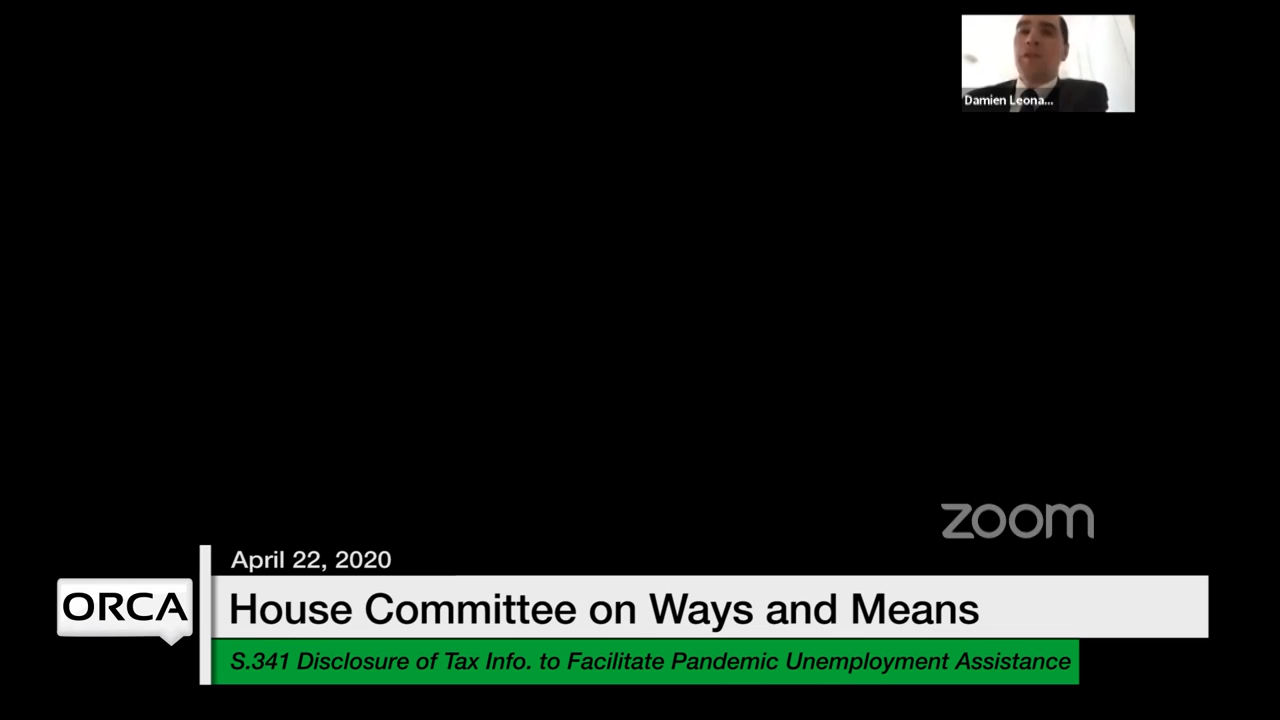 Damien Leona...
zoom
April 22, 2020
ORCA
House Committee on Ways and Means
S.341 Disclosure of Tax Info. to Facilitate Pandemic Unemployment Assistance